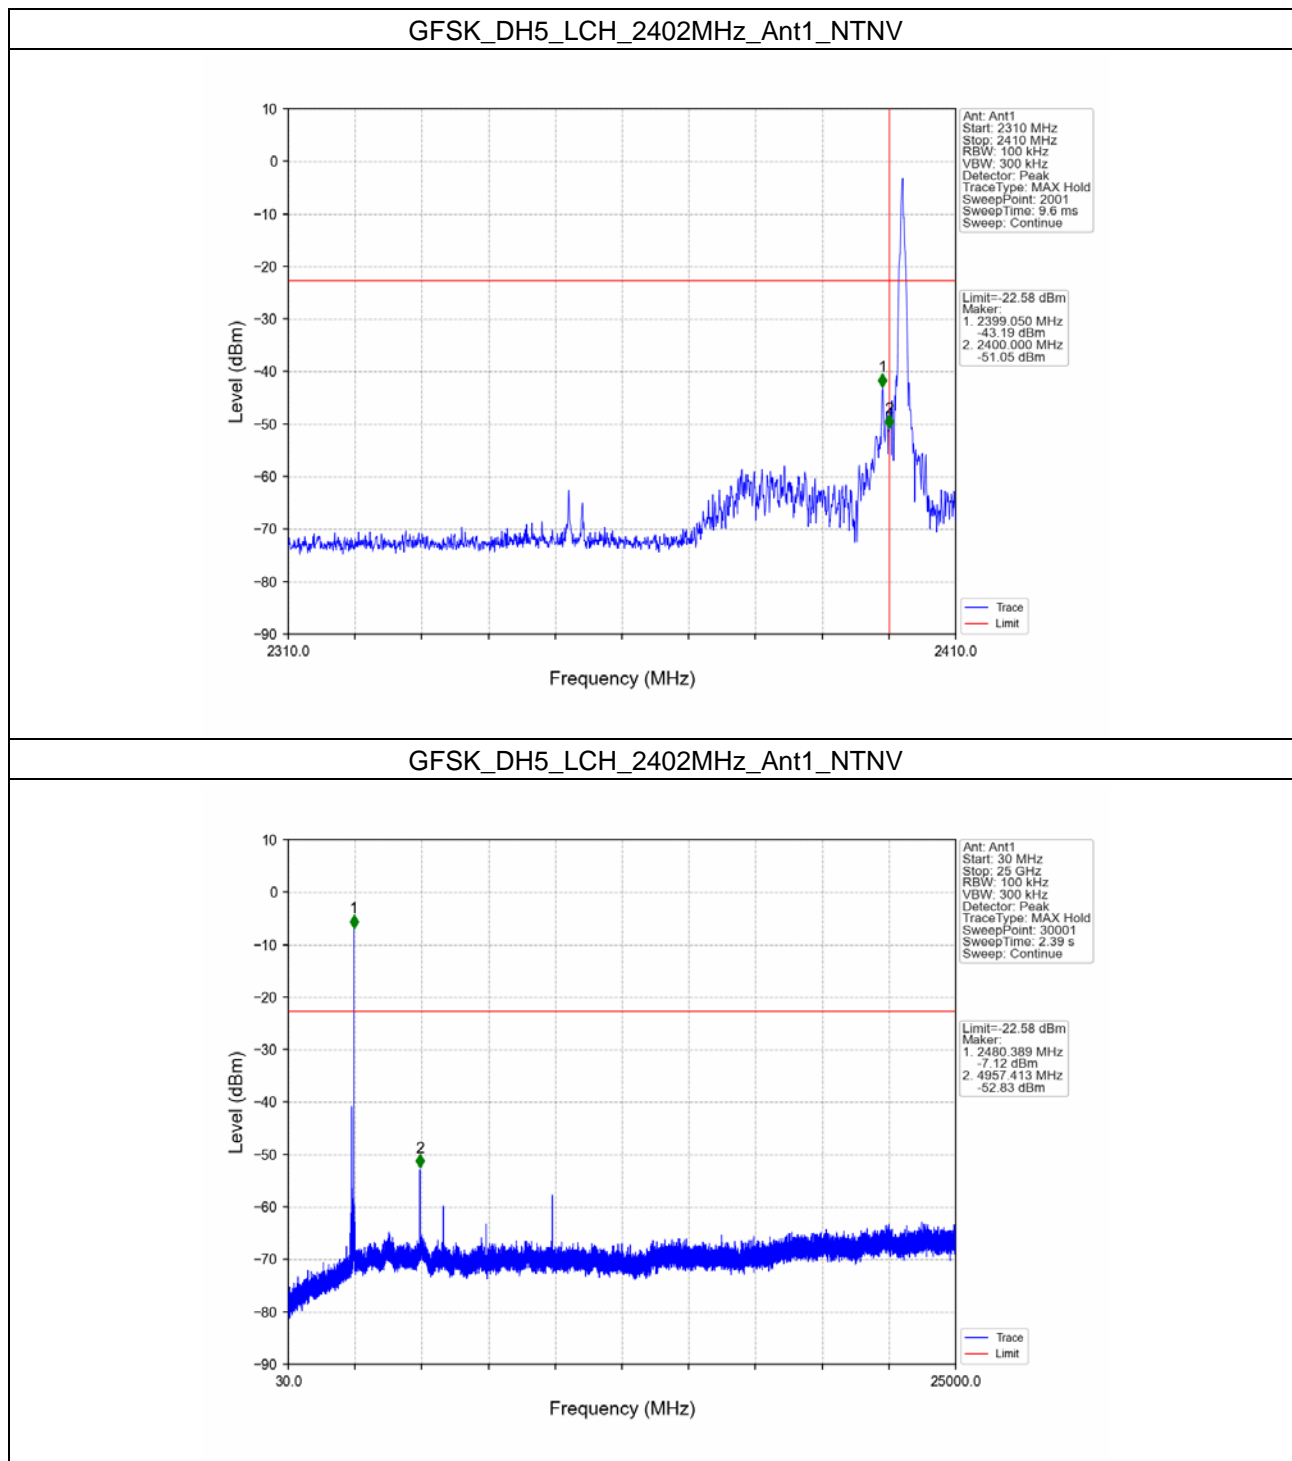 GFSK_DH5_LCH_2402MHz_Ant1_NTNV
10
0
−10
−20
−30
−40
−50
−60
−70
−80
−90
Level (dBm)
1
2
2310.0
2410.0
Frequency (MHz)
Ant: Ant1
Start: 2310 MHz
Stop: 2410 MHz
RBW: 100 kHz
VBW: 300 kHz
Detector: Peak
TraceType: MAX Hold
SweepPoint: 2001
SweepTime: 9.6 ms
Sweep: Continue
Limit=-22.58 dBm
Maker:
1. 2399.050 MHz
-43.19 dBm
2. 2400.000 MHz
-51.05 dBm
Trace
Limit
GFSK_DH5_LCH_2402MHz_Ant1_NTNV
10
0
−10
−20
−30
−40
−50
−60
−70
−80
−90
Level (dBm)
1
2
30.0
25000.0
Frequency (MHz)
Ant: Ant1
Start: 30 MHz
Stop: 25 GHz
RBW: 100 kHz
VBW: 300 kHz
Detector: Peak
TraceType: MAX Hold
SweepPoint: 30001
SweepTime: 2.39 s
Sweep: Continue
Limit=-22.58 dBm
Maker:
1. 2480.389 MHz
-7.12 dBm
2. 4957.413 MHz
-52.83 dBm
Trace
Limit